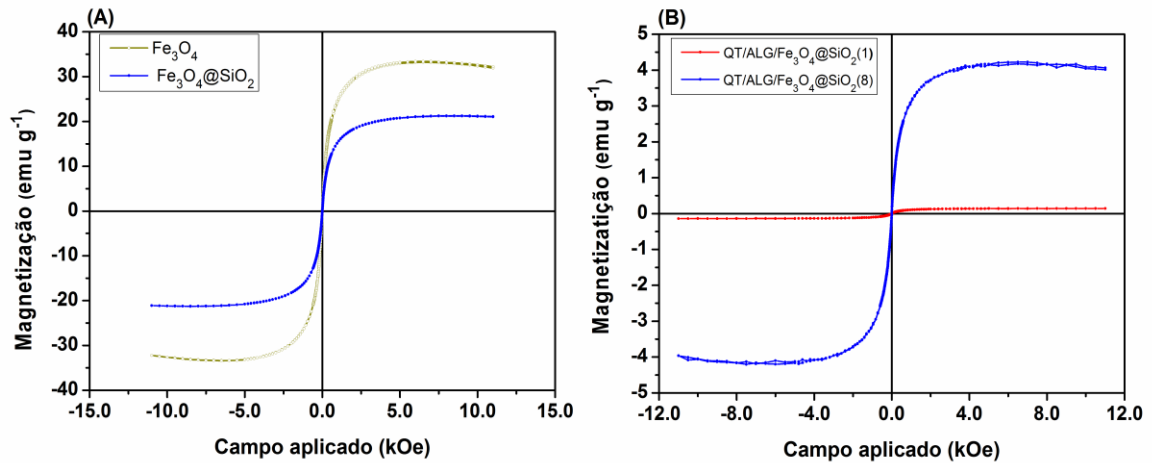 (A)
Fe3O4
Fe3O4@SiO2
Magnetização (emu g-1)
40
30
20
10
0
-10
-20
-30
-40
-15.0 -10.0 -5.0 0.0 5.0 10.0 15.0
Campo aplicado (kOe)
(B)
QT/ALG/Fe3O4@SiO2(1)
QT/ALG/Fe3O4@SiO2(8)
Magnetizatição (emu g-1)
5
4
3
2
1
0
-1
-2
-3
-4
-5
-12.0 -8.0 -4.0 0.0 4.0 8.0 12.0
Campo aplicado (kOe)